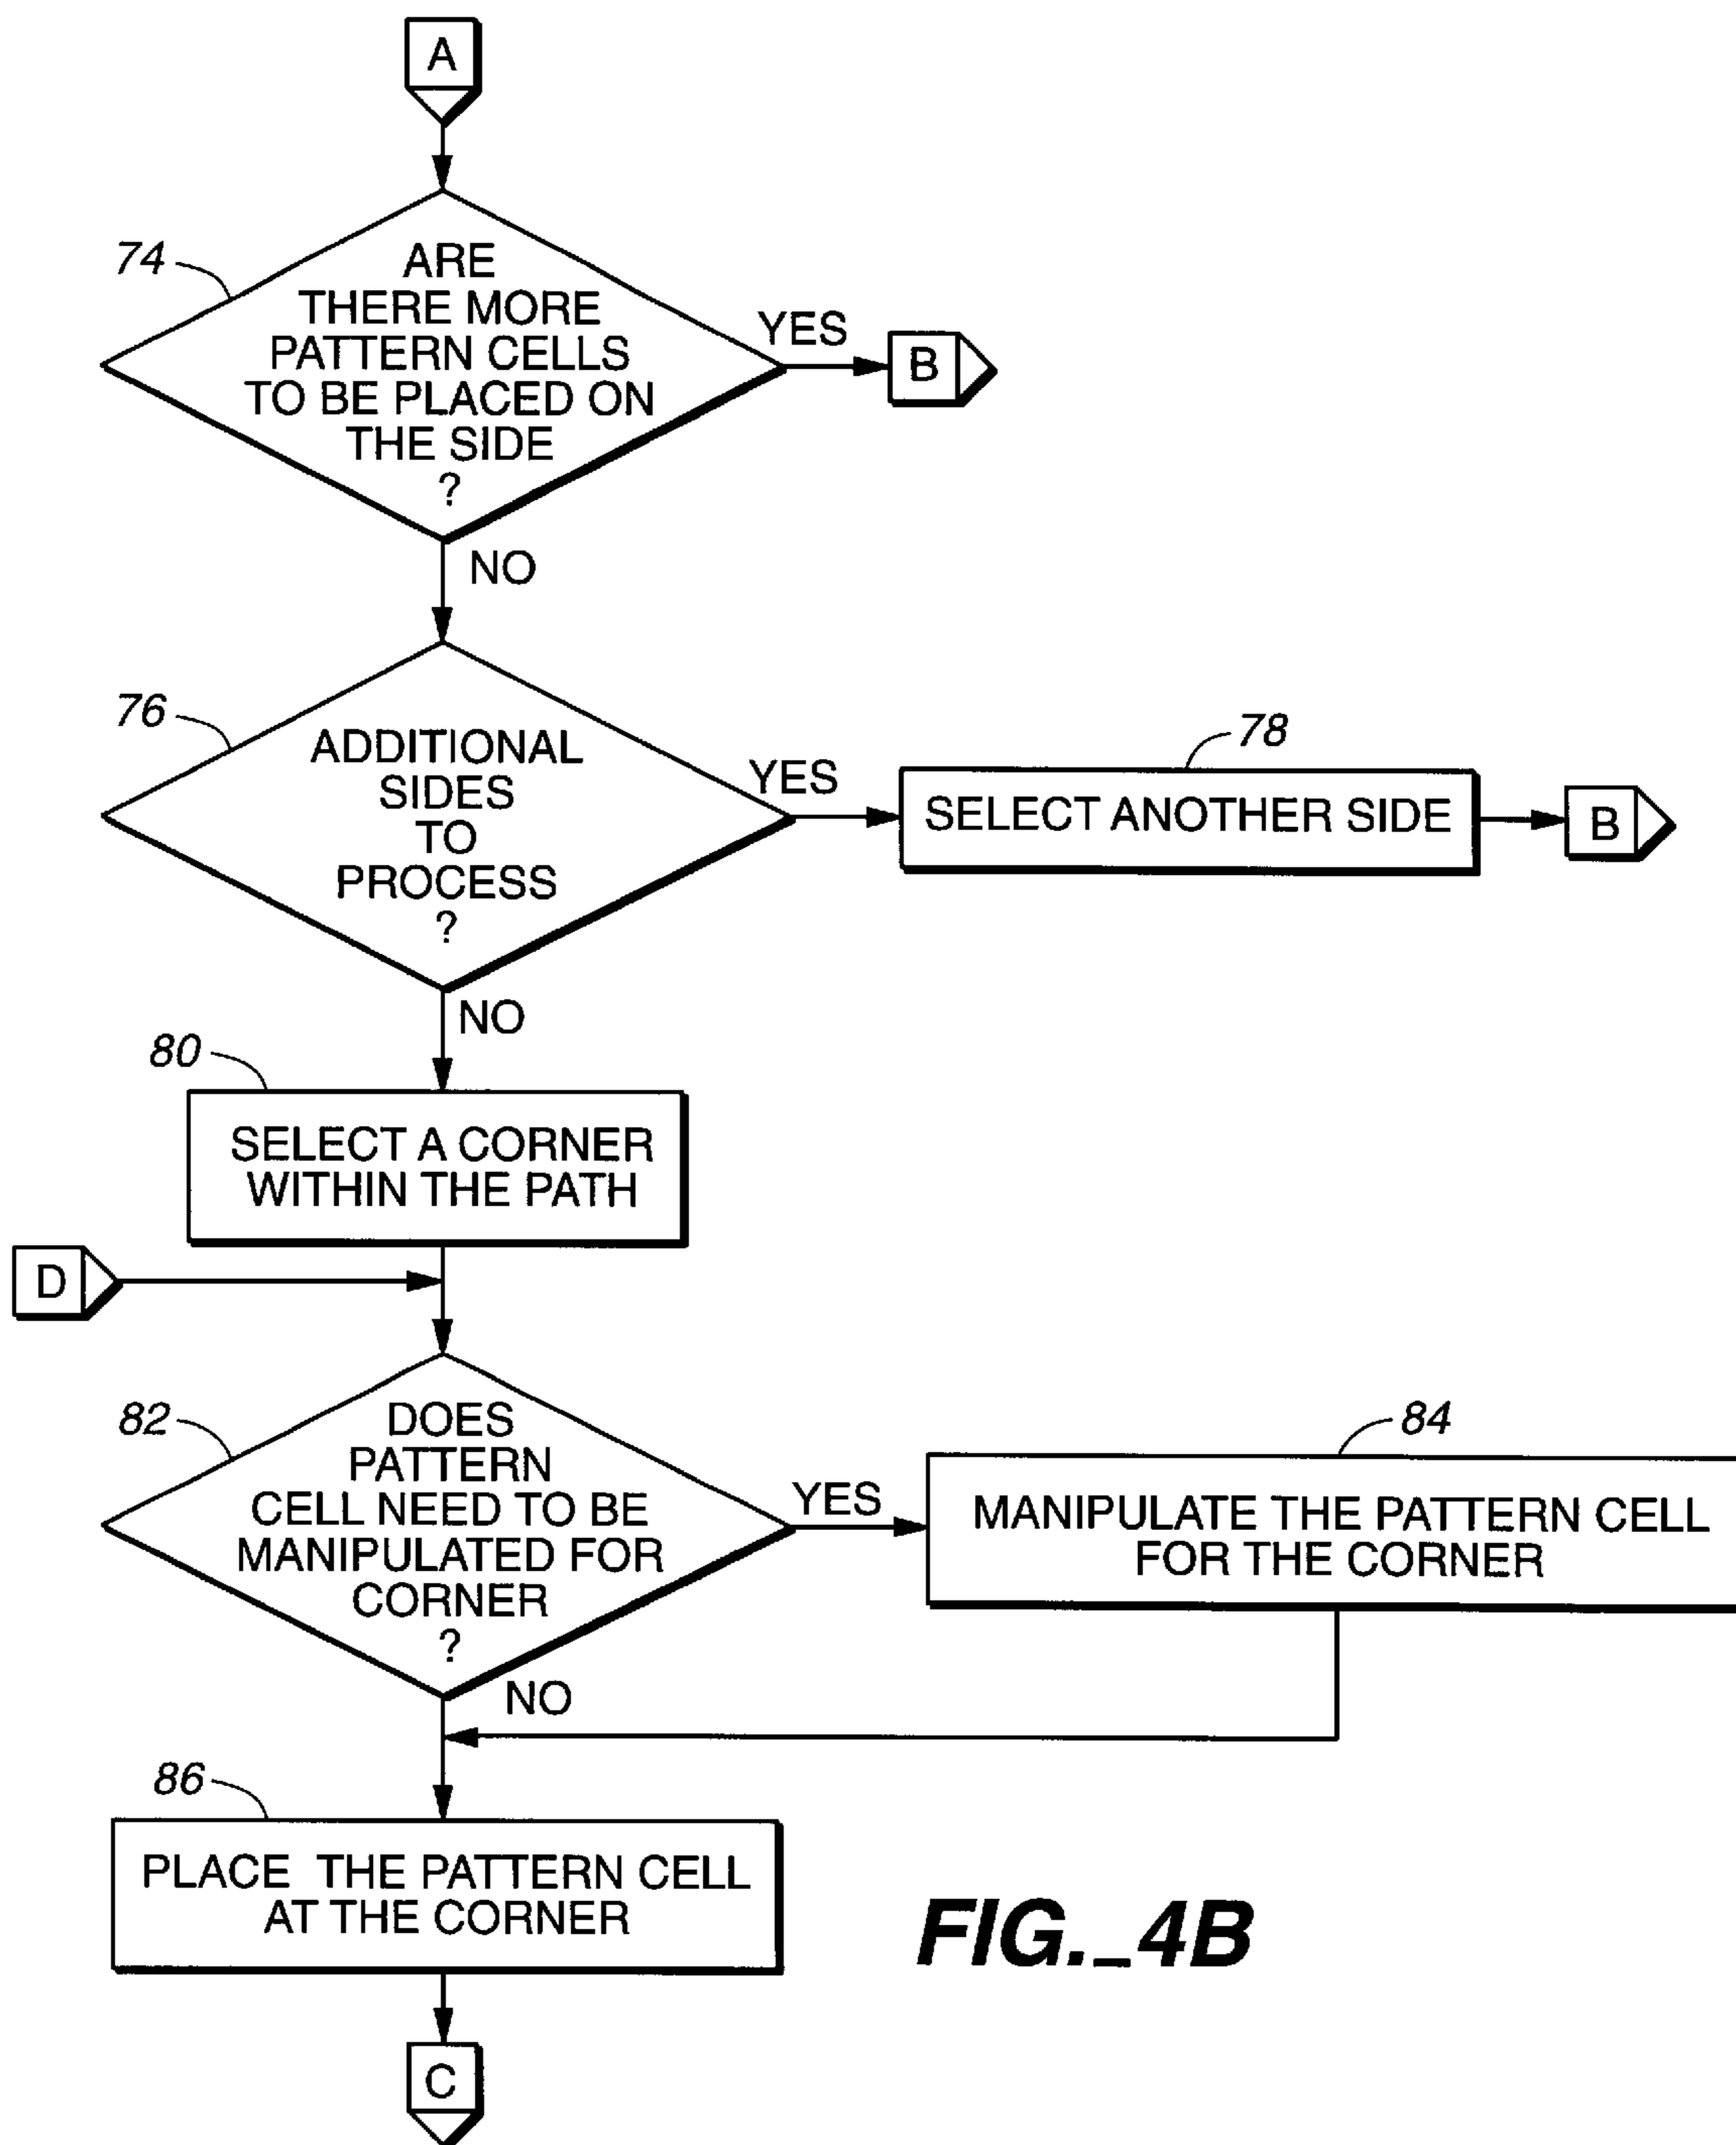 A
74
ARE
THERE MORE
PATTERN CELLS
TO BE PLACED ON
THE SIDE
?
YES
B
NO
76
ADDITIONAL
SIDES
TO
PROCESS
?
YES
78
SELECT ANOTHER SIDE
B
NO
80
SELECT A CORNER
WITHIN THE PATH
D
82
DOES
PATTERN
CELL NEED TO BE
MANIPULATED FOR
CORNER
?
YES
84
MANIPULATE THE PATTERN CELL
FOR THE CORNER
NO
86
PLACE THE PATTERN CELL
AT THE CORNER
C
FIG._4B